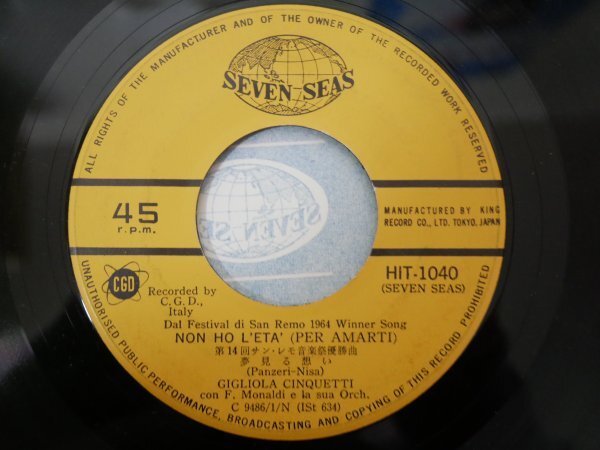 ALL RIGHTS OF THE MANUFACTURER AND OF THE OWNER OF THE RECORDED WORK RESERVED
SEVEN SEAS
45
r.p.m.
MANUFACTURED BY KING
RECORD CO., LTD. TOKYO, JAPAN
SEVEN SEAS
HIT-1040
(SEVEN SEAS)
CGD
Recorded by
C.G.D.,
Italy
Dal Festival di San Remo 1964 Winner Song
NON HO L'ETA' (PER AMARTI)
第14回サン・レモ音楽祭優勝曲
夢見る想い
(Panzeri-Nisa)
GIGLIOLA CINQUETTI
con F. Monaldi e la sua Orch.
C 9486/1/N (ISt 634)
UNAUTHORISED PUBLIC PERFORMANCE, BROADCASTING AND COPYING OF THIS RECORD PROHIBITED